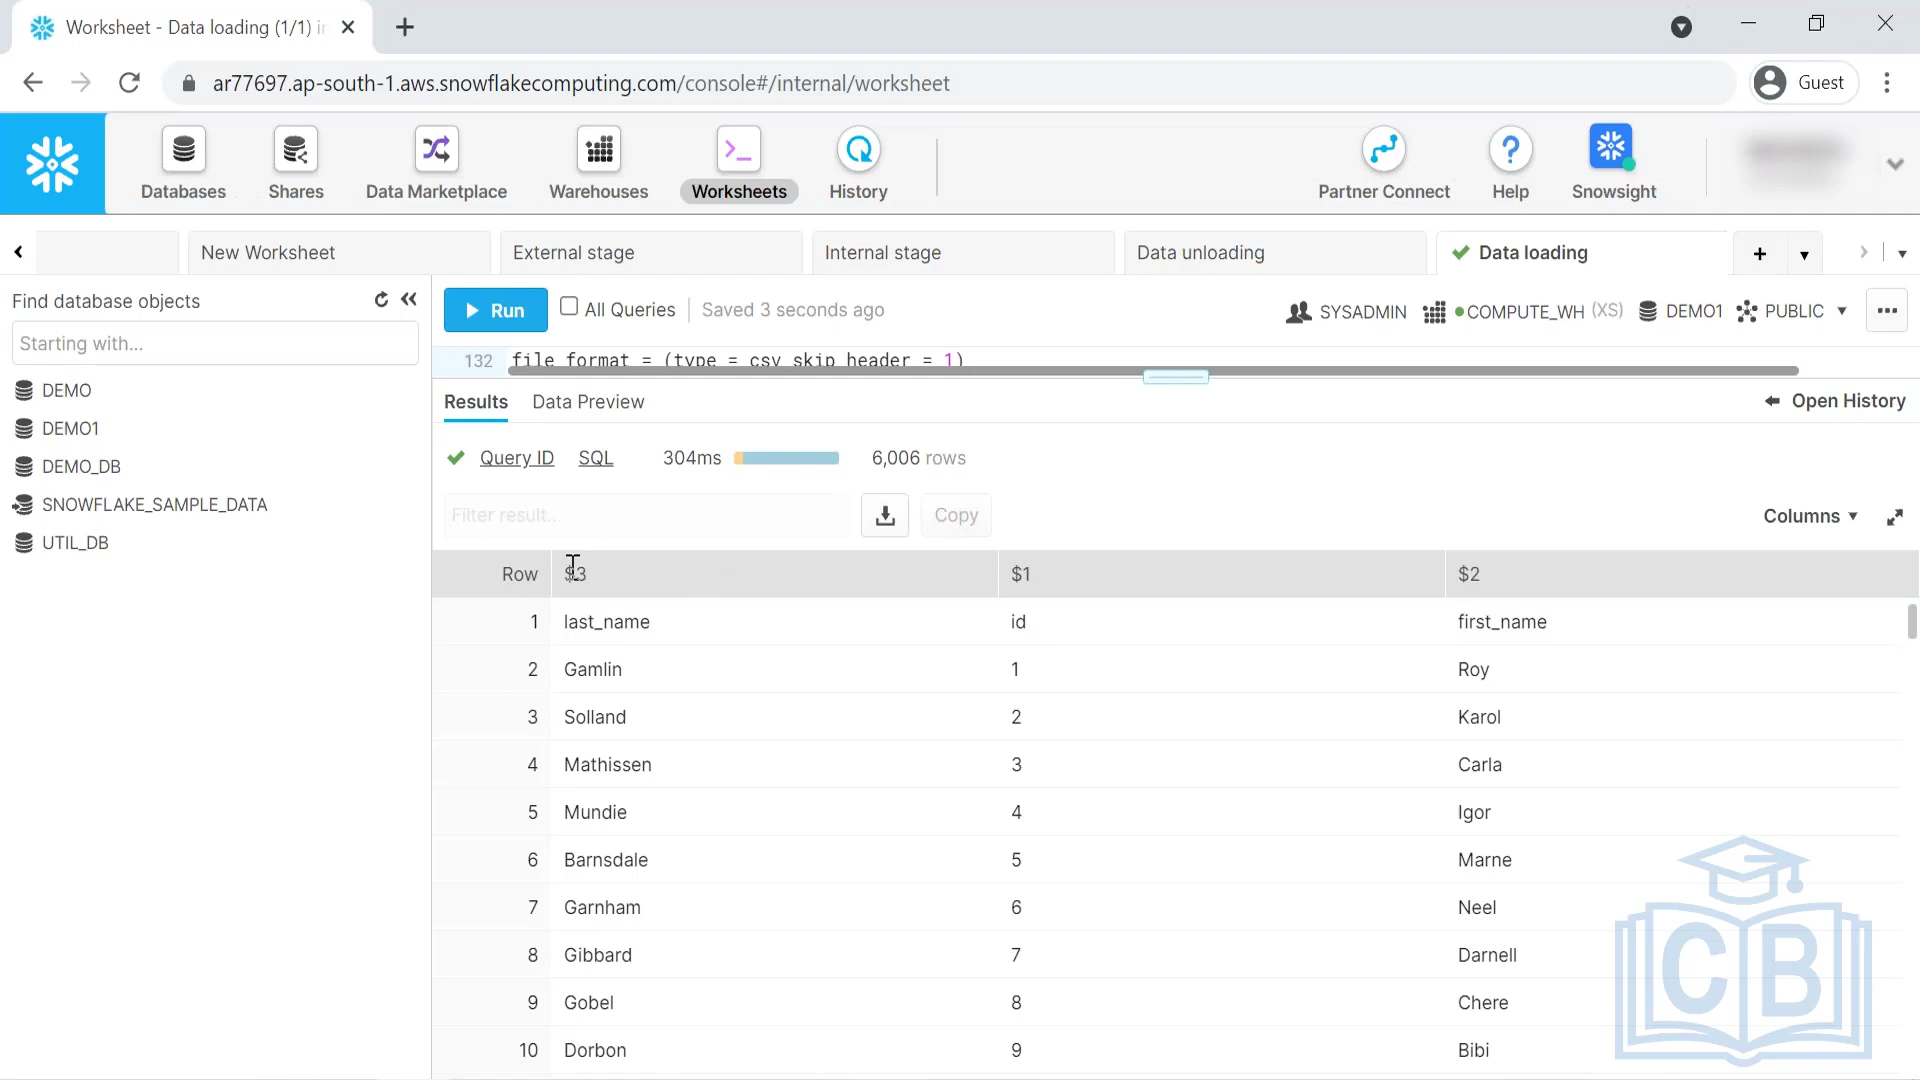 Worksheet - Data loading (1/1) i
ar77697.ap-south-1.aws.snowflakecomputing.com/console#/internal/worksheet
Guest
Databases
Shares
Data Marketplace
Warehouses
Worksheets
History
Partner Connect
Help
Snowsight
New Worksheet
External stage
Internal stage
Data unloading
Data loading
Find database objects
Starting with...
DEMO
DEMO1
DEMO_DB
SNOWFLAKE_SAMPLE_DATA
UTIL_DB
Run
All Queries
Saved 3 seconds ago
SYSADMIN
COMPUTE_WH (XS)
DEMO1
PUBLIC
132 file format = (type = csv skip header = 1)
Results
Data Preview
Open History
Query ID
SQL
304ms
6,006 rows
Filter result...
Copy
Columns
Row $3 $1 $2
1 last_name id first_name
2 Gamlin 1 Roy
3 Solland 2 Karol
4 Mathissen 3 Carla
5 Mundie 4 Igor
6 Barnsdale 5 Marne
7 Garnham 6 Neel
8 Gibbard 7 Darnell
9 Gobel 8 Chere
10 Dorbon 9 Bibi
CB